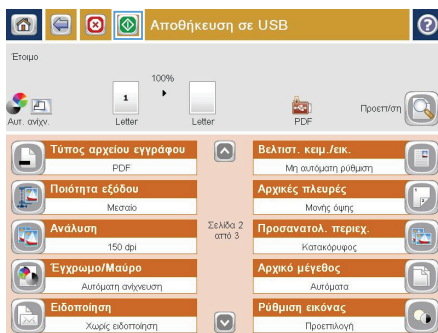 Αποθήκευση σε USB
Έτοιμο
100%
1
Αυτ. ανίχν.
Letter
Letter
PDF
Προεπ/ση
Τύπος αρχείου εγγράφου
PDF
Βελτιστ. κειμ./εικ.
Μη αυτόματη ρύθμιση
Ποιότητα εξόδου
Μεσαίο
Αρχικές πλευρές
Μονής όψης
Ανάλυση
150 dpi
Σελίδα 2
από 3
Προσανατολ. περιεχ.
Κατακόρυφος
Έγχρωμο/Μαύρο
Αυτόματη ανίχνευση
Αρχικό μέγεθος
Αυτόματα
Ειδοποίηση
Χωρίς ειδοποίηση
Ρύθμιση εικόνας
Προεπιλογή